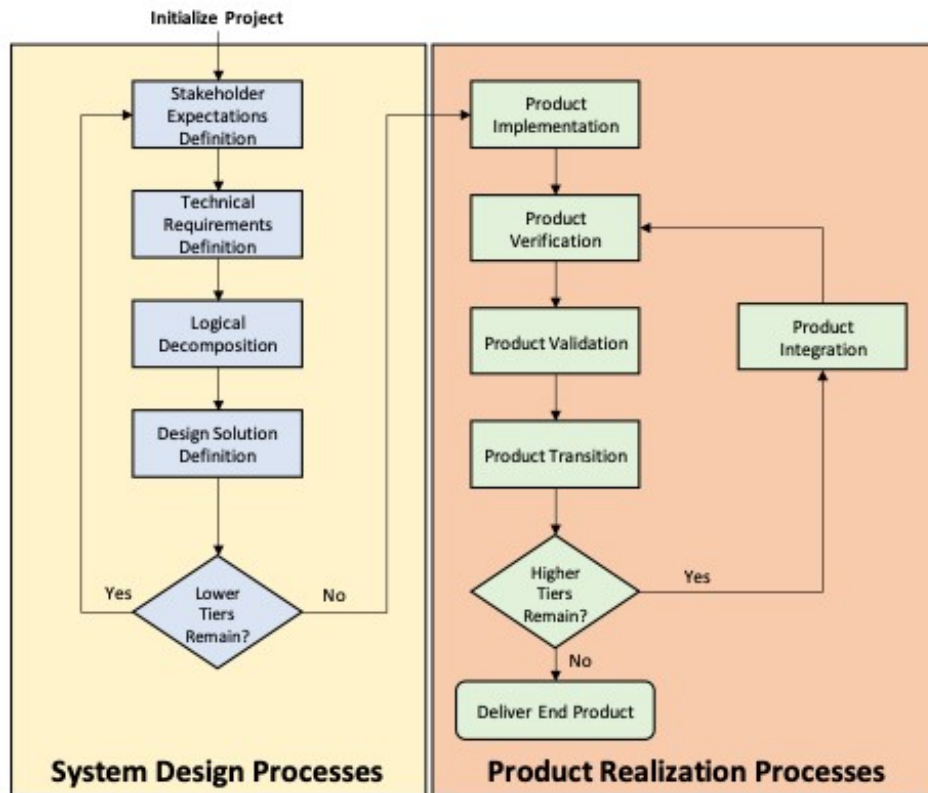 Initialize Project
Stakeholder
Expectations
Definition
Technical
Requirements
Definition
Logical
Decomposition
Design Solution
Definition
Yes
Lower
Tiers
Remain?
No
System Design Processes
Product
Implementation
Product
Verification
Product Validation
Product Transition
Product
Integration
Higher
Tiers
Remain?
Yes
No
Deliver End Product
Product Realization Processes